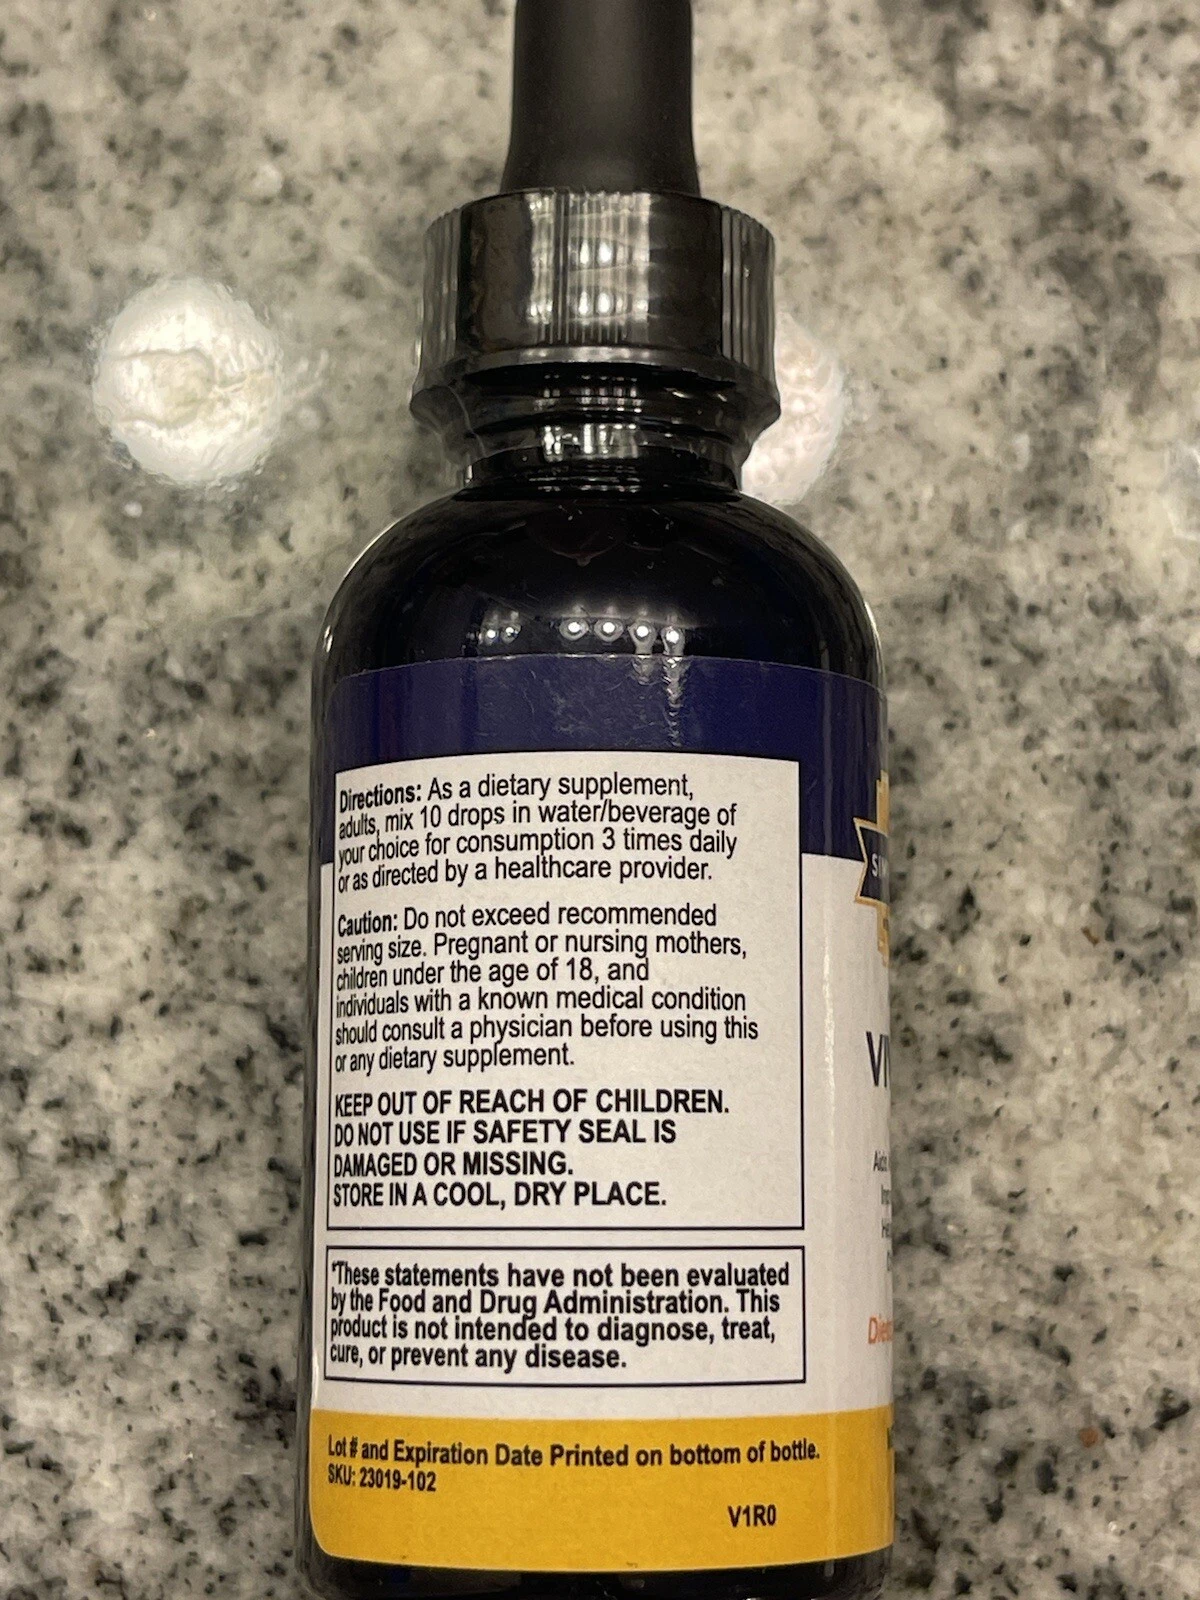 Directions: As a dietary supplement,
adults, mix 10 drops in water/beverage of
your choice for consumption 3 times daily
or as directed by a healthcare provider.
Caution: Do not exceed recommended
serving size. Pregnant or nursing mothers,
children under the age of 18, and
individuals with a known medical condition
should consult a physician before using this
or any dietary supplement.
KEEP OUT OF REACH OF CHILDREN.
DO NOT USE IF SAFETY SEAL IS
DAMAGED OR MISSING.
STORE IN A COOL, DRY PLACE.
*These statements have not been evaluated
by the Food and Drug Administration. This
product is not intended to diagnose, treat,
cure, or prevent any disease.
Lot # and Expiration Date Printed on bottom of bottle.
SKU: 23019-102
V1R0